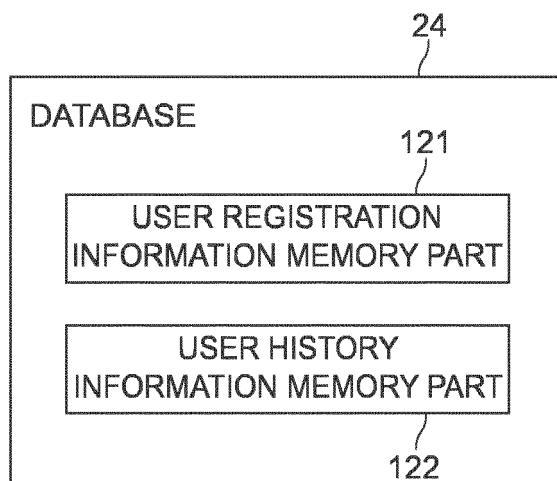 24
DATABASE
121
USER REGISTRATION
INFORMATION MEMORY PART
USER HISTORY
INFORMATION MEMORY PART
122